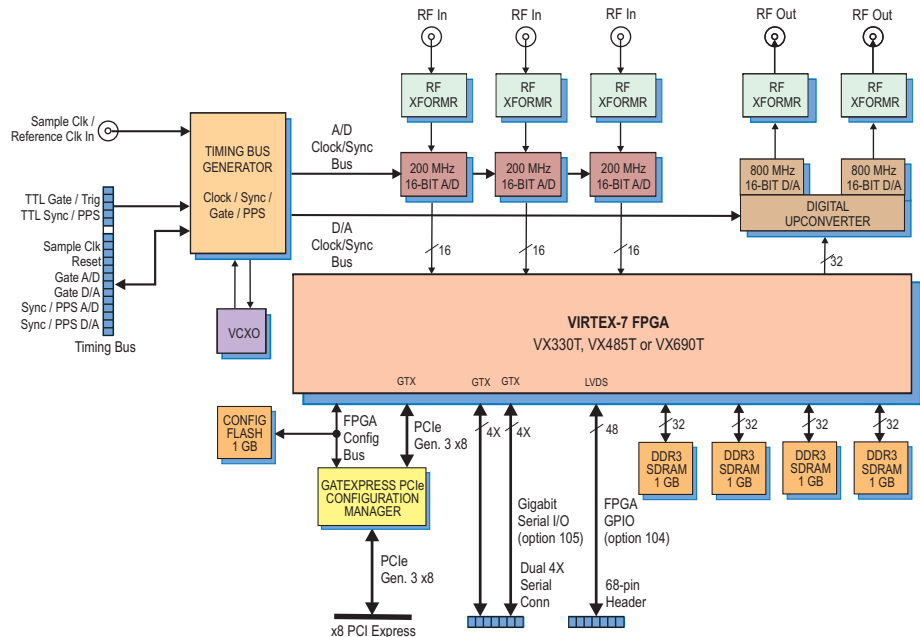 RF In
RF In
RF In
RF Out
RF Out
RF
XFORMR
RF
XFORMR
RF
XFORMR
RF
XFORMR
RF
XFORMR
Sample Clk /
Reference Clk In
TIMING BUS
GENERATOR
Clock / Sync /
Gate / PPS
A/D
Clock/Sync
Bus
200 MHz
16-BIT A/D
200 MHz
16-BIT A/D
200 MHz
16-BIT A/D
800 MHz
16-BIT D/A
800 MHz
16-BIT D/A
DIGITAL
UPCONVERTER
TTL Gate / Trig
TTL Sync / PPS
Sample Clk
Reset
Gate A/D
Gate D/A
Sync / PPS A/D
Sync / PPS D/A
Timing Bus
D/A
Clock/Sync
Bus
16
16
16
32
VCXO
VIRTEX-7 FPGA
VX330T, VX485T or VX690T
GTX
GTX
GTX
LVDS
CONFIG
FLASH
1 GB
FPGA
Config
Bus
PCIe
Gen. 3 x8
4X
4X
48
32
32
32
32
DDR3
SDRAM
1 GB
DDR3
SDRAM
1 GB
DDR3
SDRAM
1 GB
DDR3
SDRAM
1 GB
GATEXPRESS PCIe
CONFIGURATION
MANAGER
Gigabit
Serial I/O
(option 105)
FPGA
GPIO
(option 104)
PCIe
Gen. 3 x8
Dual 4X
Serial
Conn
68-pin
Header
x8 PCI Express